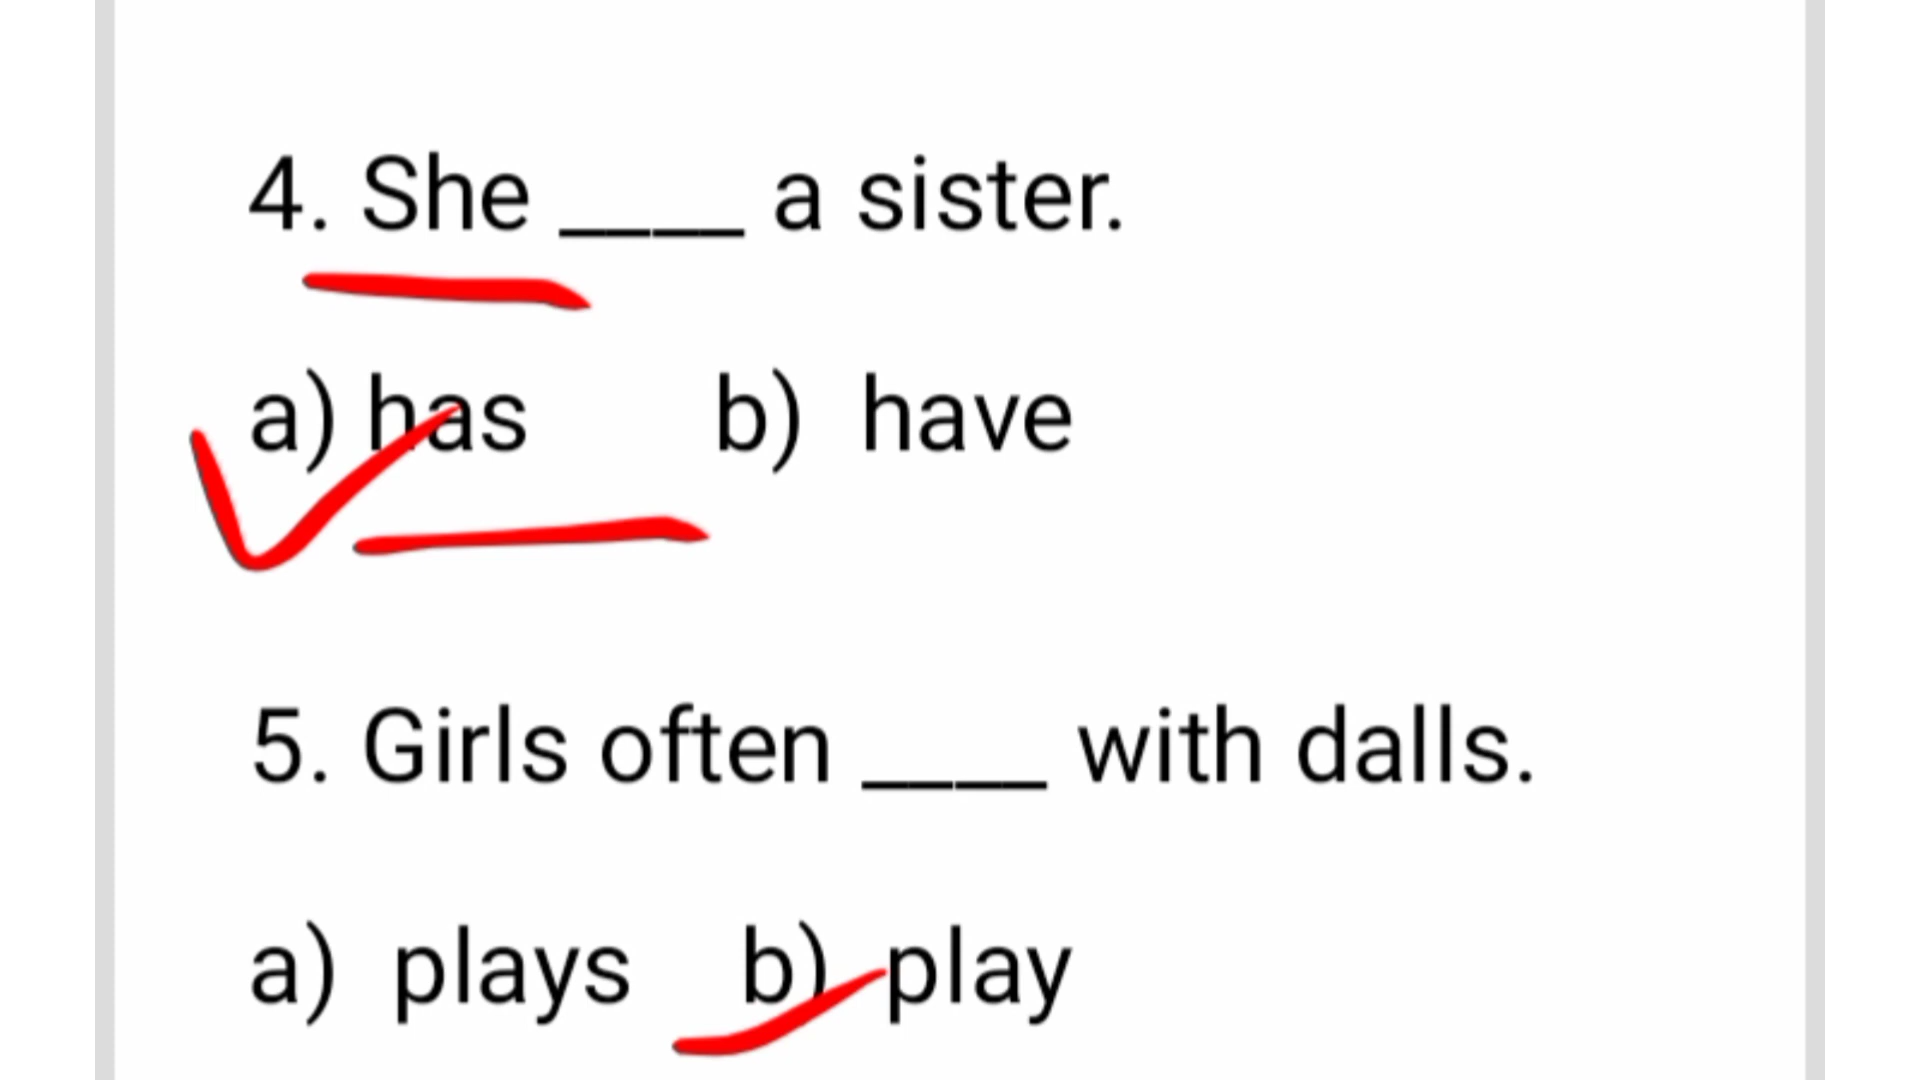 4. She ____ a sister.
a) has b) have
5. Girls often ____ with dalls.
a) plays b) play